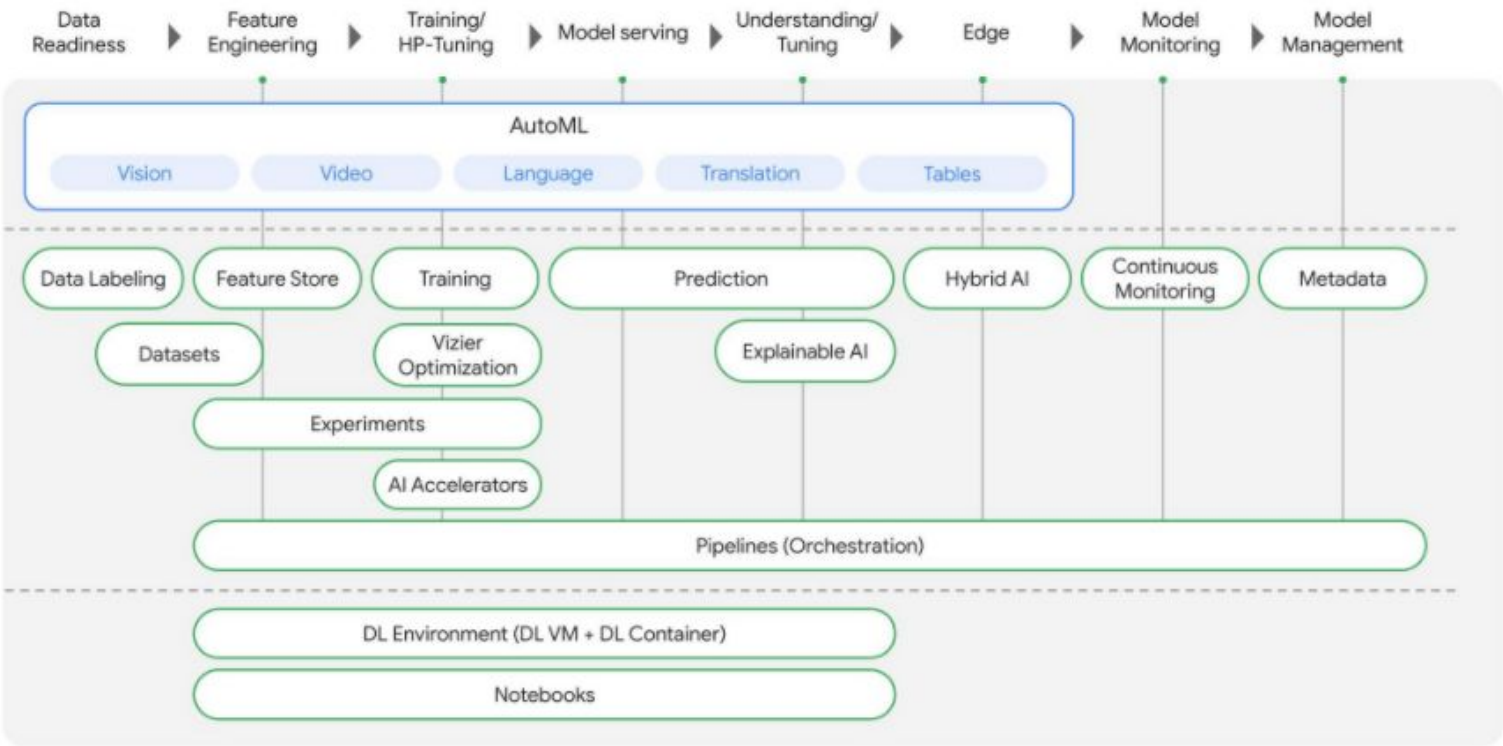 Data
Readiness
Feature
Engineering
Training/
HP-Tuning
Model serving
Understanding/
Tuning
Edge
Model
Monitoring
Model
Management
AutoML
Vision
Video
Language
Translation
Tables
Data Labeling
Feature Store
Training
Prediction
Hybrid AI
Continuous
Monitoring
Metadata
Datasets
Vizier
Optimization
Explainable AI
Experiments
AI Accelerators
Pipelines (Orchestration)
DL Environment (DL VM + DL Container)
Notebooks